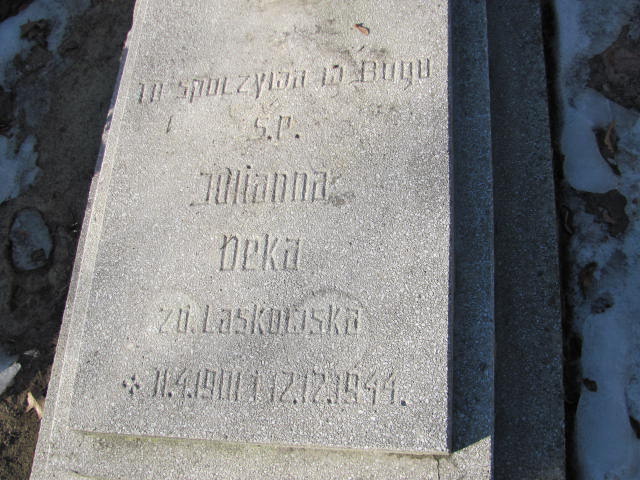 Tu spoczywa w Bogu
S.P.
Julianna
Deka
zd. Laskowska
* 11.4.1901 † 12.12.1944.